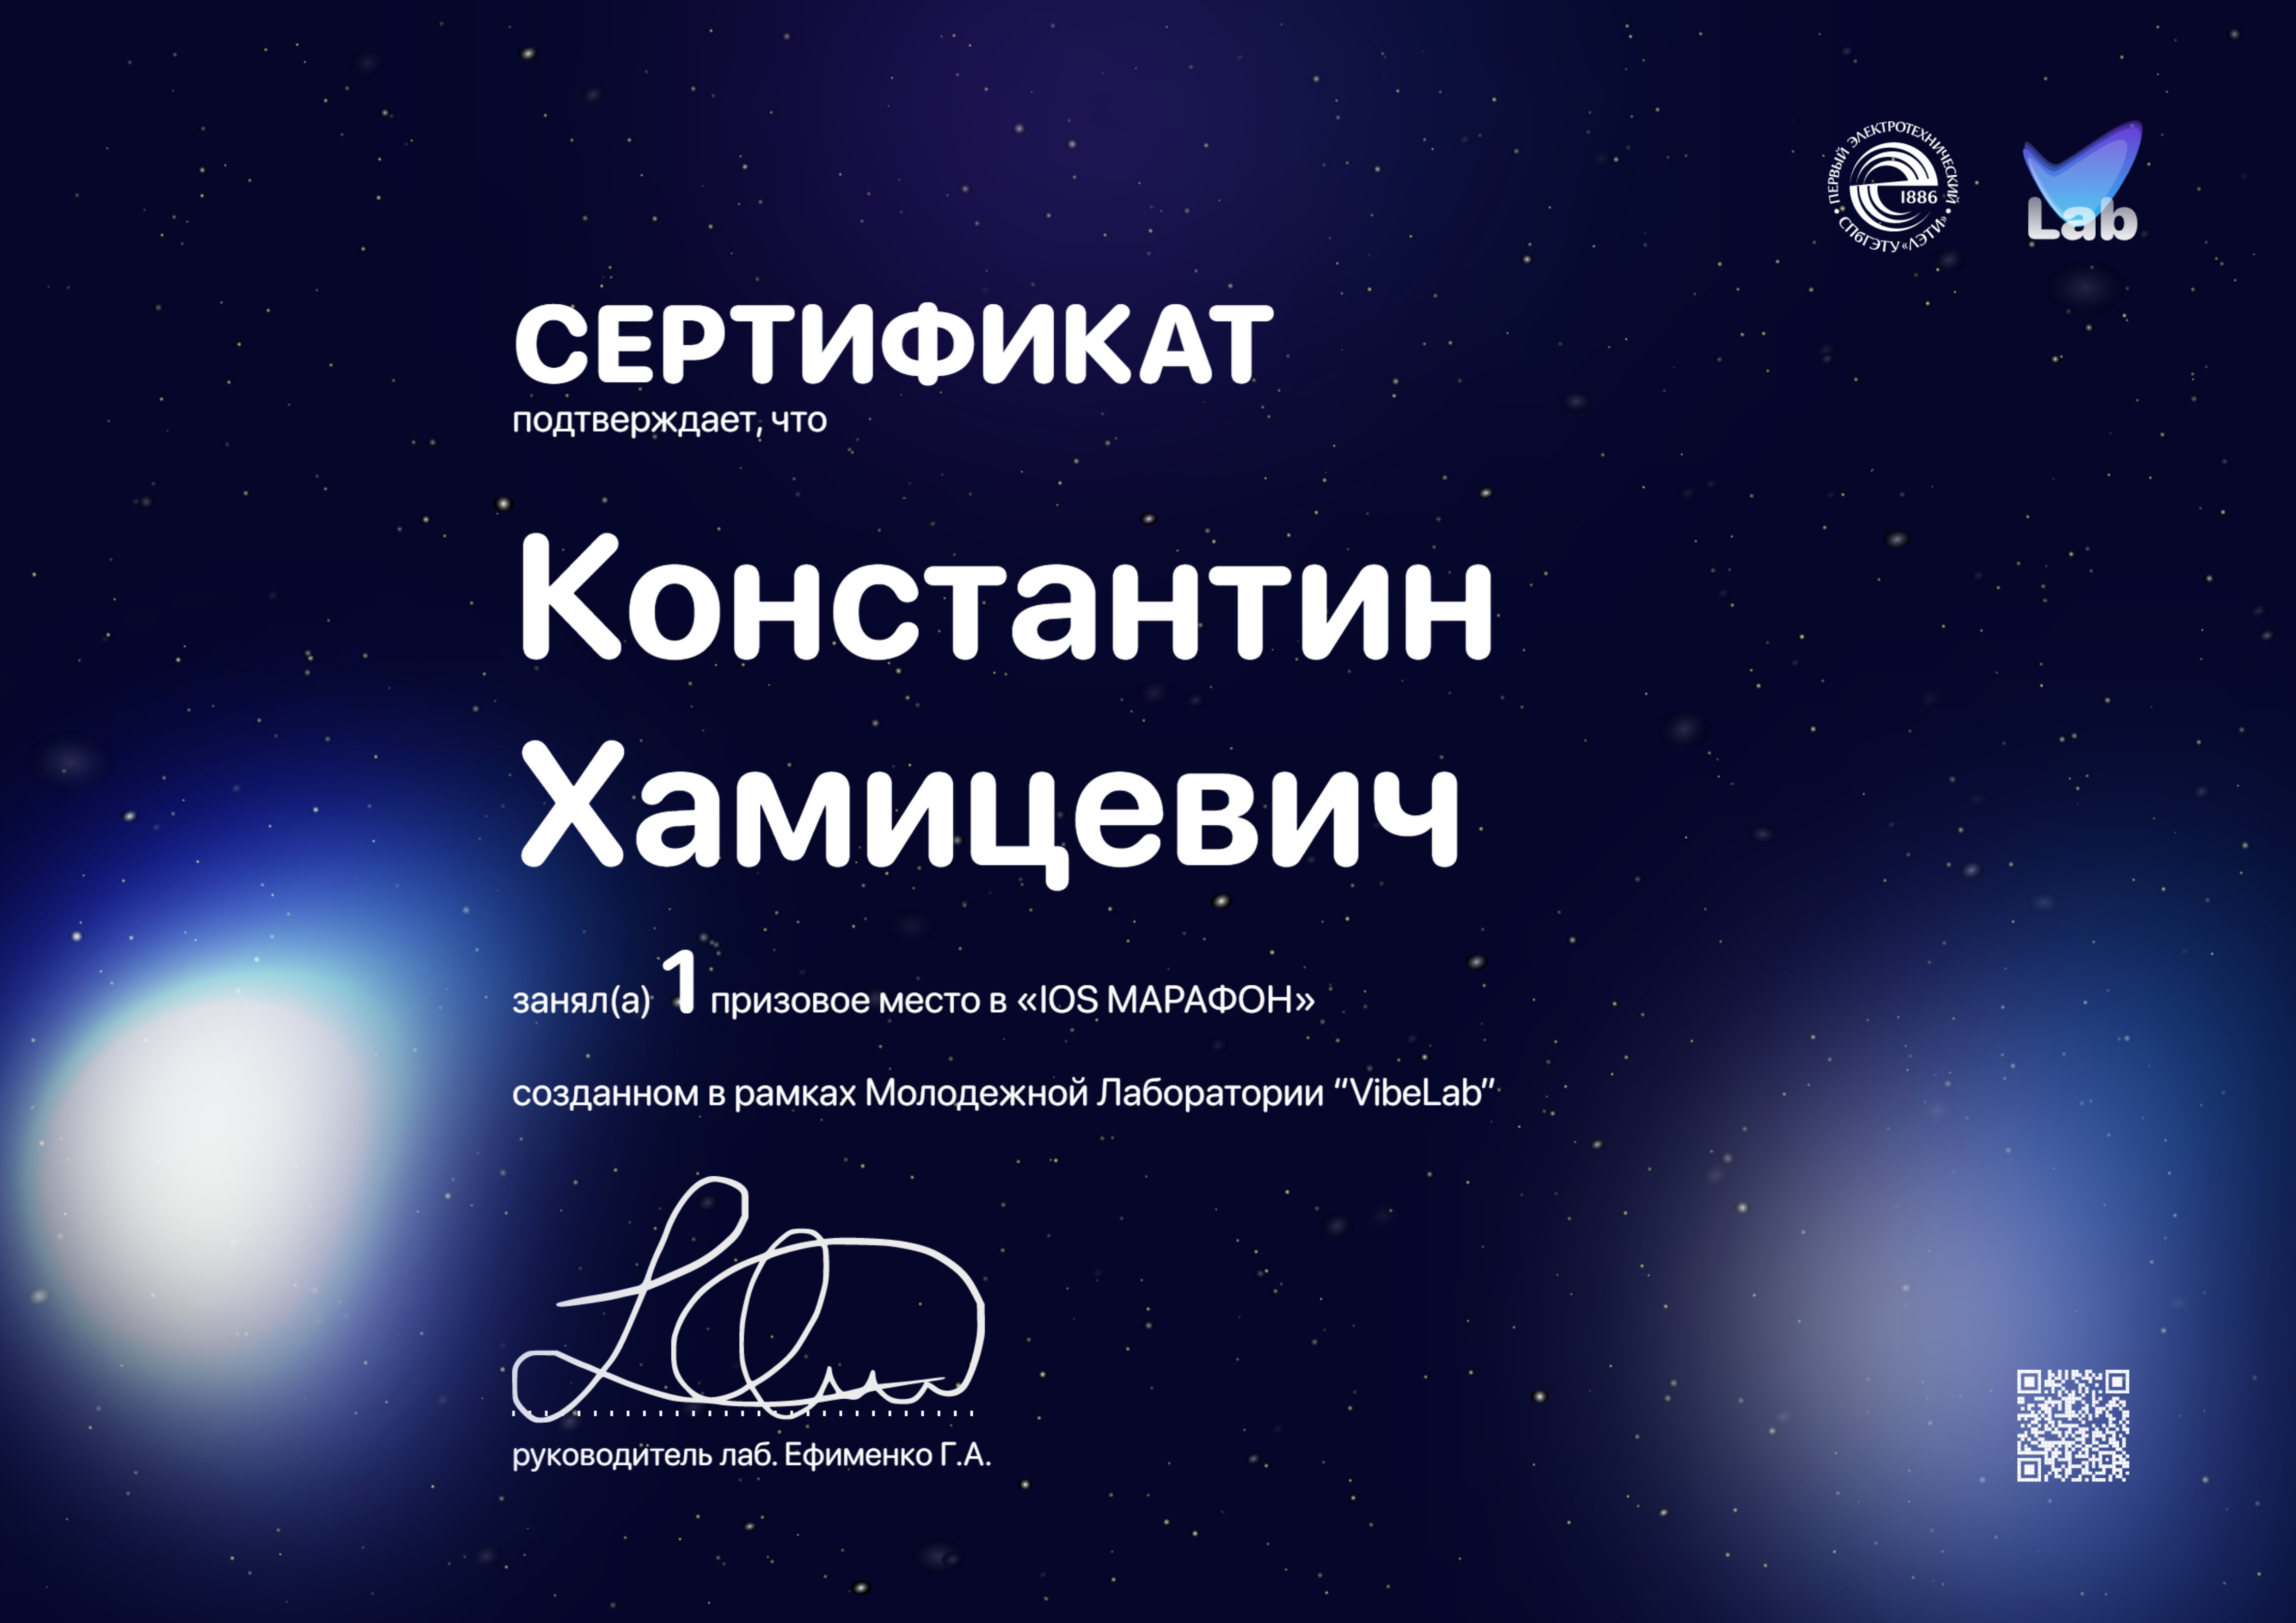 ПЕРВЫЙ ЭЛЕКТРОТЕХНИЧЕСКИЙ
1886
СПбГЭТУ «ЛЭТИ»
Lab
СЕРТИФИКАТ
подтверждает, что
Константин
Хамицевич
занял(а) 1 призовое место в «IOS МАРАФОН»
созданном в рамках Молодежной Лаборатории “VibeLab”
руководитель лаб. Ефименко Г.А.